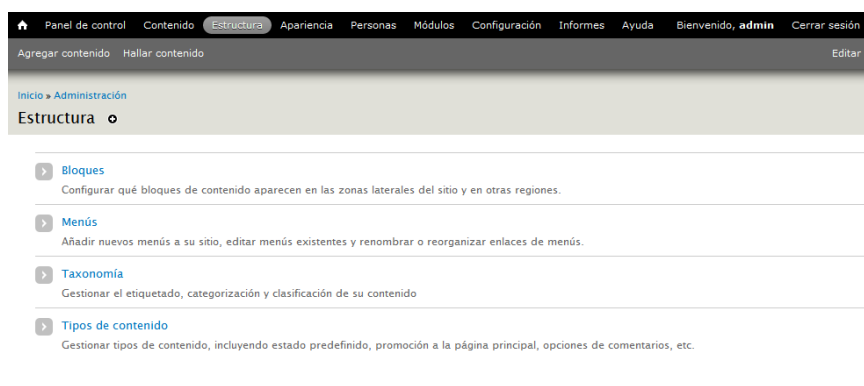 Panel de control Contenido Estructura Apariencia Personas Módulos Configuración Informes Ayuda Bienvenido, admin Cerrar sesión
Agregar contenido Hallar contenido Editar
Inicio » Administración
Estructura
Bloques
Configurar qué bloques de contenido aparecen en las zonas laterales del sitio y en otras regiones.
Menús
Añadir nuevos menús a su sitio, editar menús existentes y renombrar o reorganizar enlaces de menús.
Taxonomía
Gestionar el etiquetado, categorización y clasificación de su contenido
Tipos de contenido
Gestionar tipos de contenido, incluyendo estado predefinido, promoción a la página principal, opciones de comentarios, etc.